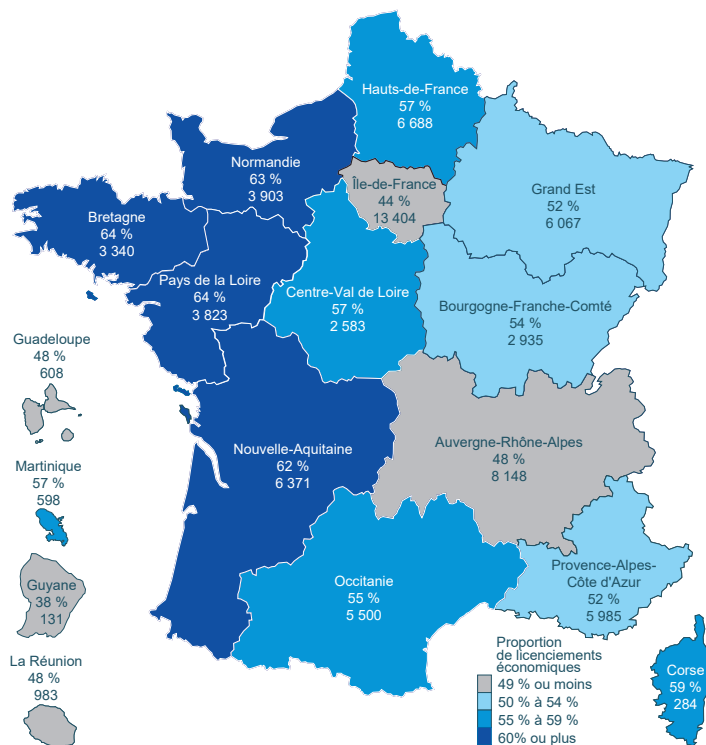 Hauts-de-France
57 %
6 688
Normandie
63 %
3 903
Île-de-France
44 %
13 404
Grand Est
52 %
6 067
Bretagne
64 %
3 340
Pays de la Loire
64 %
3 823
Centre-Val de Loire
57 %
2 583
Bourgogne-Franche-Comté
54 %
2 935
Guadeloupe
48 %
608
Nouvelle-Aquitaine
62 %
6 371
Auvergne-Rhône-Alpes
48 %
8 148
Martinique
57 %
598
Guyane
38 %
131
Occitanie
55 %
5 500
Provence-Alpes-
Côte d'Azur
52 %
5 985
La Réunion
48 %
983
Corse
59 %
284
Proportion
de licenciements
économiques
49 % ou moins
50 % à 54 %
55 % à 59 %
60% ou plus